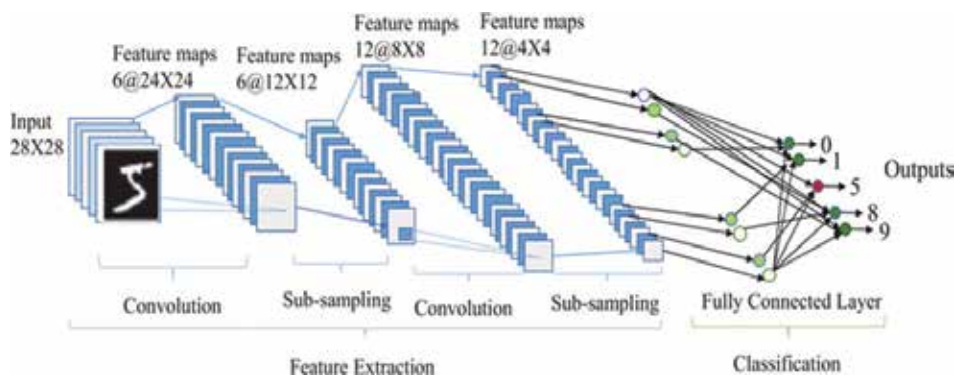 Feature maps
6@24X24
Feature maps
6@12X12
Feature maps
12@8X8
Feature maps
12@4X4
Input
28X28
0
1
5
8
9
Outputs
Convolution
Sub-sampling
Convolution
Sub-sampling
Fully Connected Layer
Feature Extraction
Classification